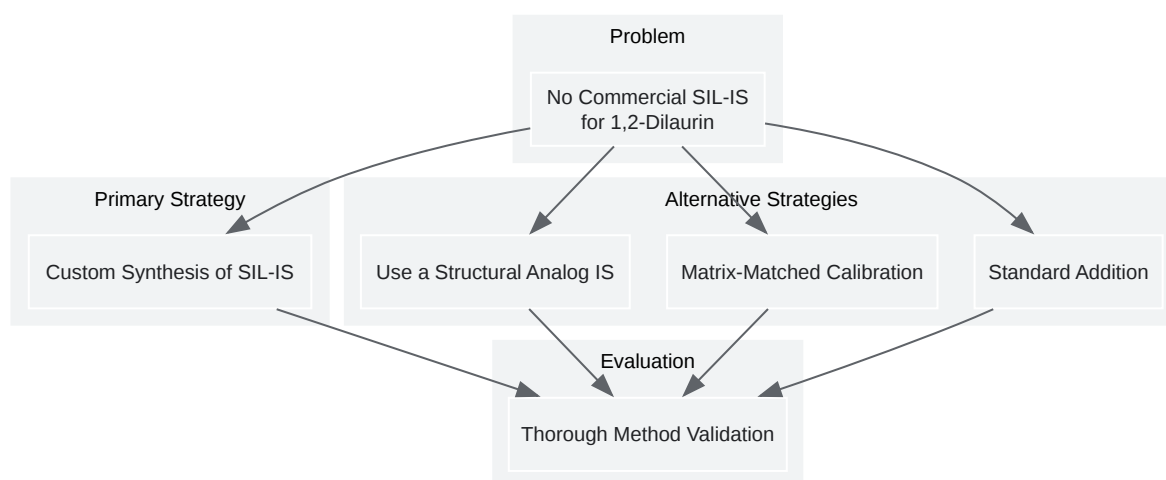 Problem
No Commercial SIL-IS
for 1,2-Dilaurin
Primary Strategy
Alternative Strategies
Custom Synthesis of SIL-IS
Use a Structural Analog IS
Matrix-Matched Calibration
Standard Addition
Evaluation
Thorough Method Validation